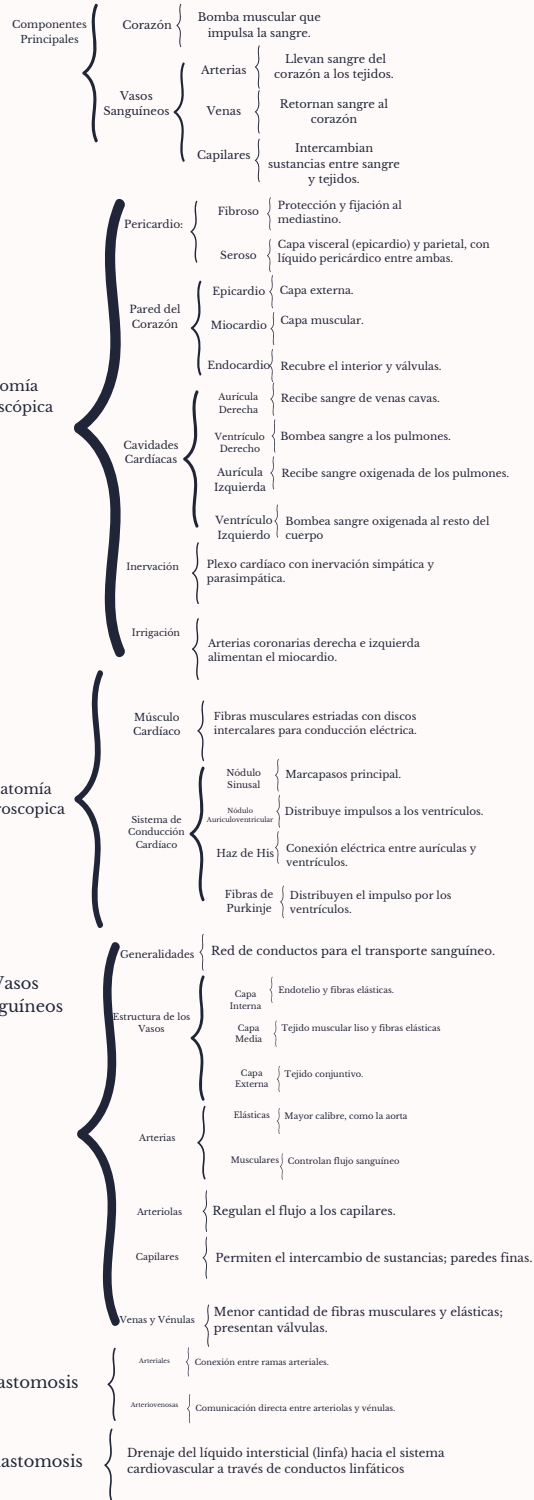 Componentes
Principales
Corazón
Bomba muscular que
impulsa la sangre.
Vasos
Sanguíneos
Arterias
Llevan sangre del
corazón a los tejidos.
Venas
Retornan sangre al
corazón
Capilares
Intercambian
sustancias entre sangre
y tejidos.
omía
scópica
Pericardio:
Fibroso
Protección y fijación al
mediastino.
Seroso
Capa visceral (epicardio) y parietal, con
líquido pericárdico entre ambas.
Pared del
Corazón
Epicardio
Capa externa.
Miocardio
Capa muscular.
Endocardio
Recubre el interior y válvulas.
Cavidades
Cardíacas
Aurícula
Derecha
Recibe sangre de venas cavas.
Ventrículo
Derecho
Bombea sangre a los pulmones.
Aurícula
Izquierda
Recibe sangre oxigenada de los pulmones.
Ventrículo
Izquierdo
Bombea sangre oxigenada al resto del
cuerpo
Inervación
Plexo cardíaco con inervación simpática y
parasimpática.
Irrigación
Arterias coronarias derecha e izquierda
alimentan el miocardio.
atomía
roscopica
Músculo
Cardíaco
Fibras musculares estriadas con discos
intercalares para conducción eléctrica.
Sistema de
Conducción
Cardíaco
Nódulo
Sinusal
Marcapasos principal.
Nódulo
Auriculoventricular
Distribuye impulsos a los ventrículos.
Haz de His
Conexión eléctrica entre aurículas y
ventrículos.
Fibras de
Purkinje
Distribuyen el impulso por los
ventrículos.
Vasos
guíneos
Generalidades
Red de conductos para el transporte sanguíneo.
Estructura de los
Vasos
Capa
Interna
Endotelio y fibras elásticas.
Capa
Media
Tejido muscular liso y fibras elásticas
Capa
Externa
Tejido conjuntivo.
Arterias
Elásticas
Mayor calibre, como la aorta
Musculares
Controlan flujo sanguíneo
Arteriolas
Regulan el flujo a los capilares.
Capilares
Permiten el intercambio de sustancias; paredes finas.
Venas y Vénulas
Menor cantidad de fibras musculares y elásticas;
presentan válvulas.
astomosis
Arteriales
Conexión entre ramas arteriales.
Arteriovenosas
Comunicación directa entre arteriolas y vénulas.
astomosis
Drenaje del líquido intersticial (linfa) hacia el sistema
cardiovascular a través de conductos linfáticos